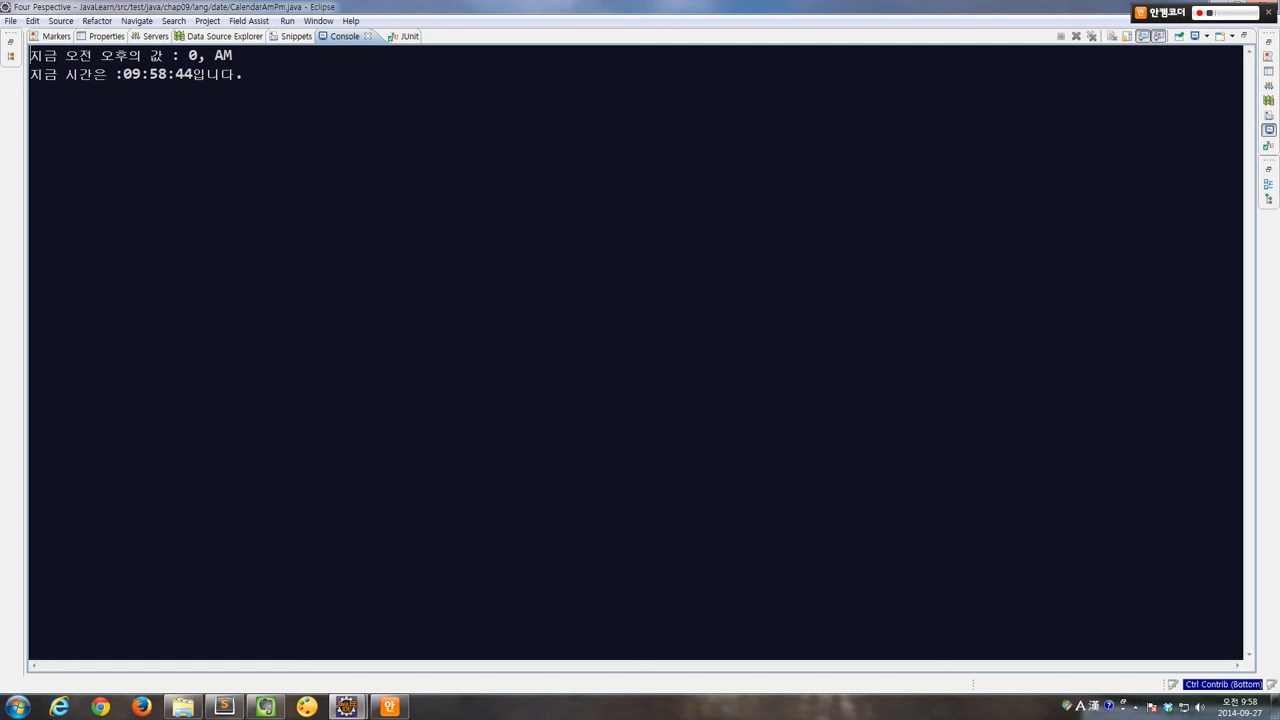 Four Pespective - JavaLearn/src/test/java/chap09/lang/date/CalendarAmPm.java - Eclipse
안캠코더
File Edit Source Refactor Navigate Search Project Field Assist Run Window Help
Markers Properties Servers Data Source Explorer Snippets Console JUnit
지금 오전 오후의 값 : 0, AM
지금 시간은 :09:58:44입니다.
Ctrl Contrib (Bottom)
오전 9:58
2014-09-27